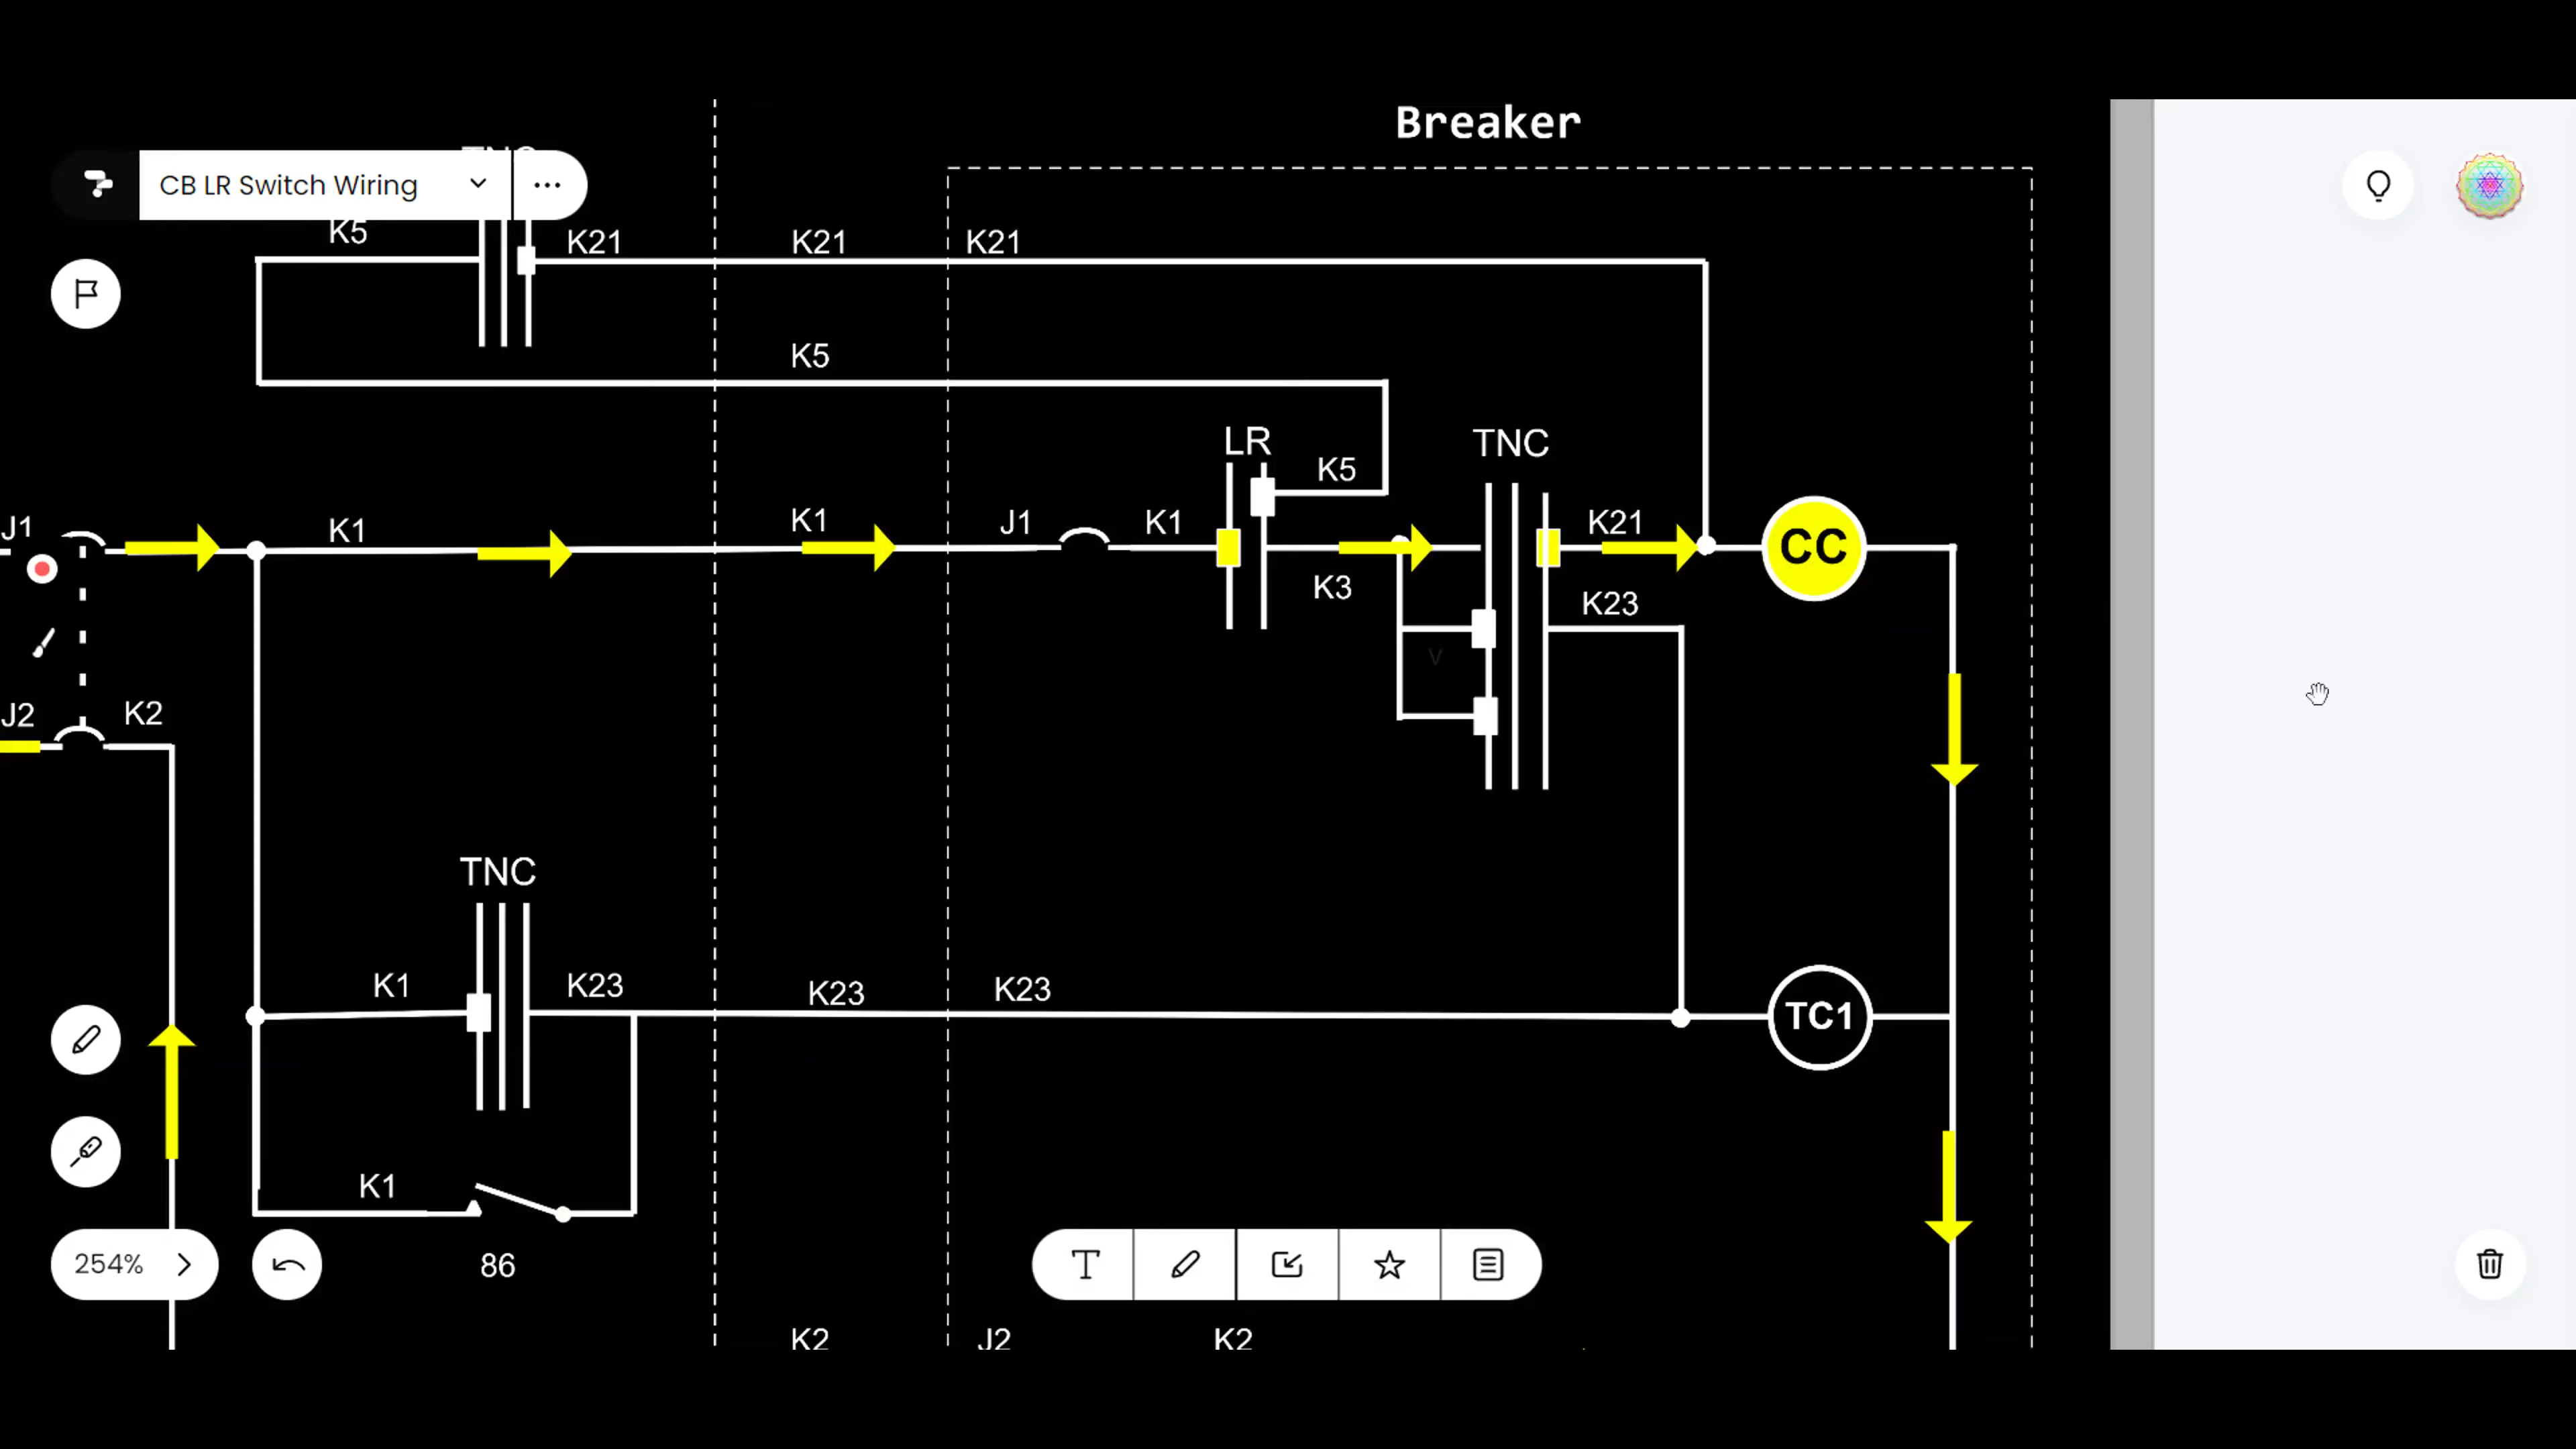 Breaker
CB LR Switch Wiring
K5
K21
K21
K21
K5
LR
TNC
K5
J1
K1
K1
J1
K1
K21
CC
K3
K23
V
J2
K2
TNC
K1
K23
K23
K23
TC1
K1
254%
86
T
K2
J2
K2